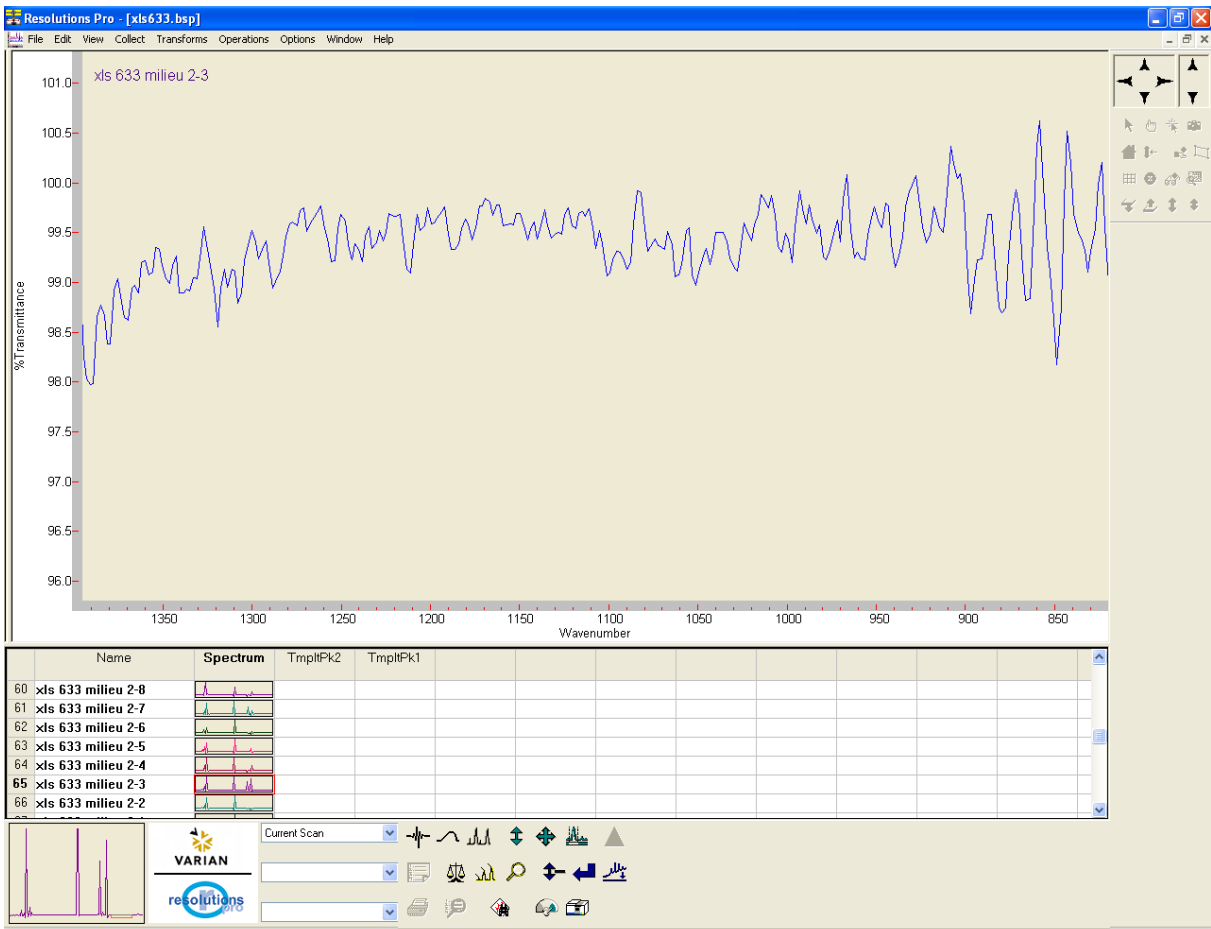 Resolutions Pro - [xls633.bsp]
File Edit View Collect Transforms Operations Options Window Help
xls 633 milieu 2-3
101.0
100.5
100.0
99.5
99.0
98.5
98.0
97.5
97.0
96.5
96.0
%Transmittance
1350 1300 1250 1200 1150 1100 1050 1000 950 900 850
Wavenumber
Name Spectrum TmpltPk2 TmpltPk1
60 xls 633 milieu 2-8
61 xls 633 milieu 2-7
62 xls 633 milieu 2-6
63 xls 633 milieu 2-5
64 xls 633 milieu 2-4
65 xls 633 milieu 2-3
66 xls 633 milieu 2-2
Current Scan
VARIAN
resolutions
pro